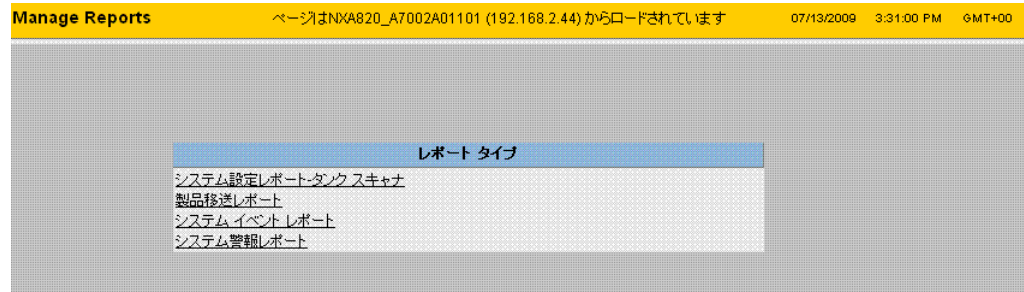 Manage Reports ページはNXA820_A7002A01101 (192.168.2.44) からロードされています 07/13/2009 3:31:00 PM GMT+00
レポート タイプ
システム設定レポート-タンク スキャナ
製品移送レポート
システム イベント レポート
システム警報レポート